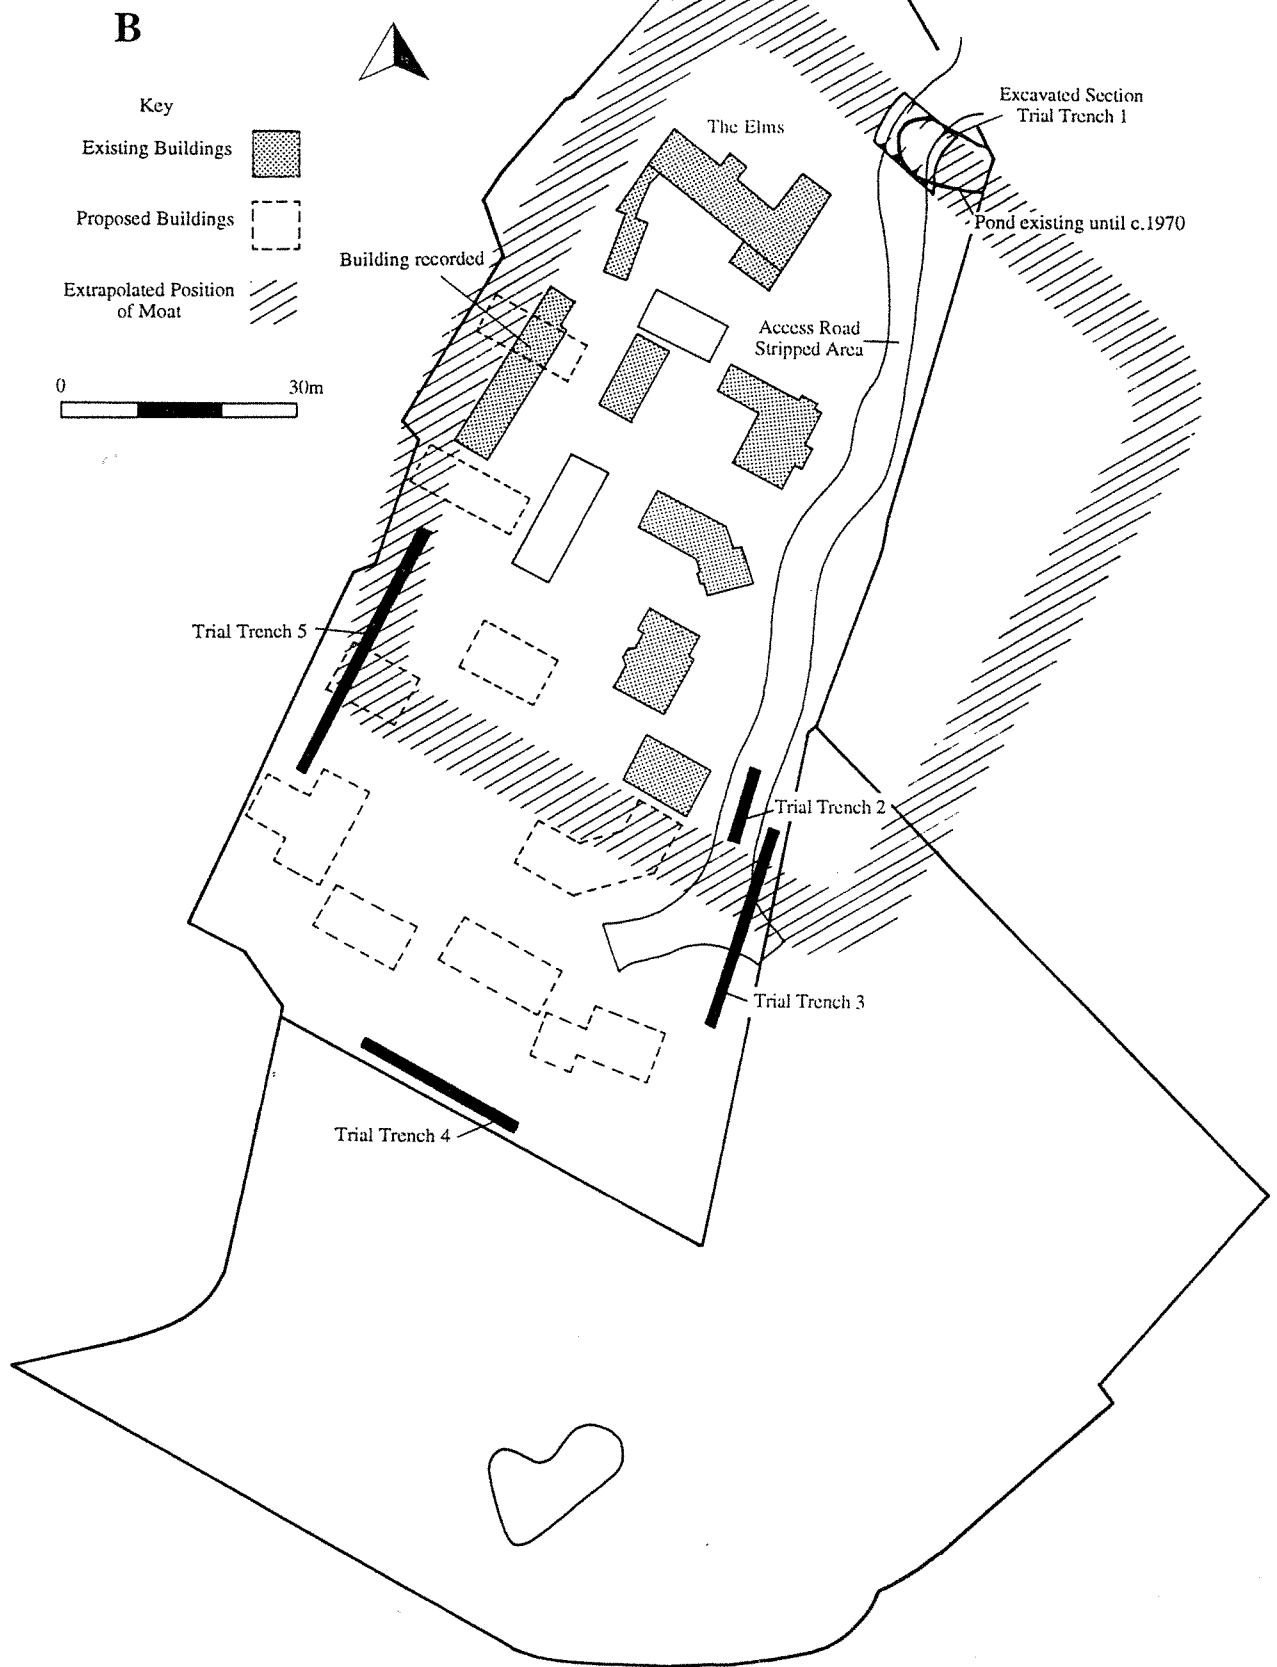 B
Key
Existing Buildings
Proposed Buildings
Extrapolated Position
of Moat
0 30m
The Elms
Excavated Section
Trial Trench 1
Pond existing until c.1970
Building recorded
Access Road
Stripped Area
Trial Trench 5
Trial Trench 2
Trial Trench 3
Trial Trench 4